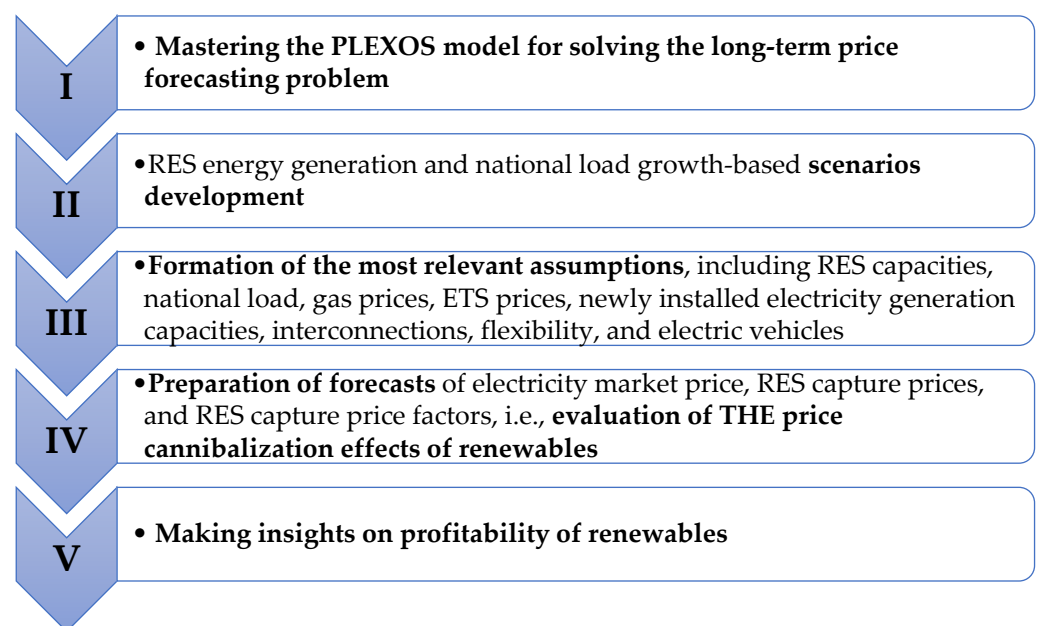 I
• Mastering the PLEXOS model for solving the long-term price
forecasting problem
II
•RES energy generation and national load growth-based scenarios
development
III
•Formation of the most relevant assumptions, including RES capacities,
national load, gas prices, ETS prices, newly installed electricity generation
capacities, interconnections, flexibility, and electric vehicles
IV
•Preparation of forecasts of electricity market price, RES capture prices,
and RES capture price factors, i.e., evaluation of THE price
cannibalization effects of renewables
V
• Making insights on profitability of renewables